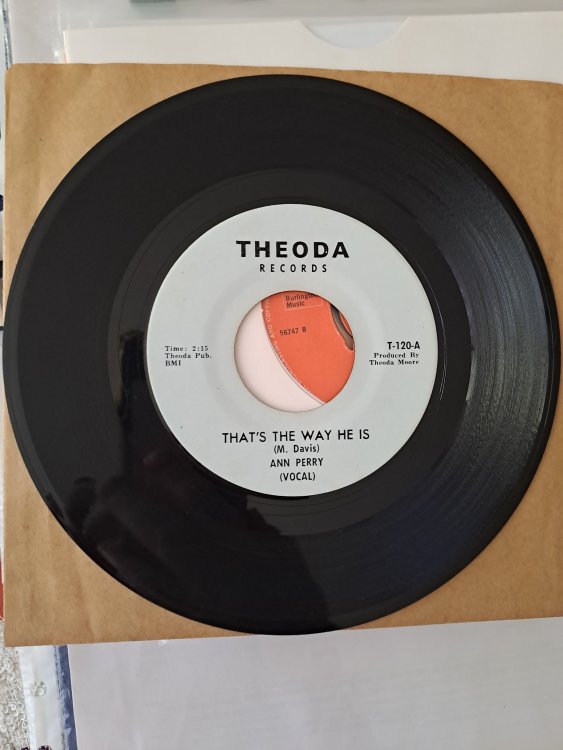 THEODA
RECORDS
Burlington
Music
56747 B
Time: 2:15
Theoda Pub.
BMI
T-120-A
Produced By
Theoda Moore
THAT'S THE WAY HE IS
(M. Davis)
ANN PERRY
(VOCAL)